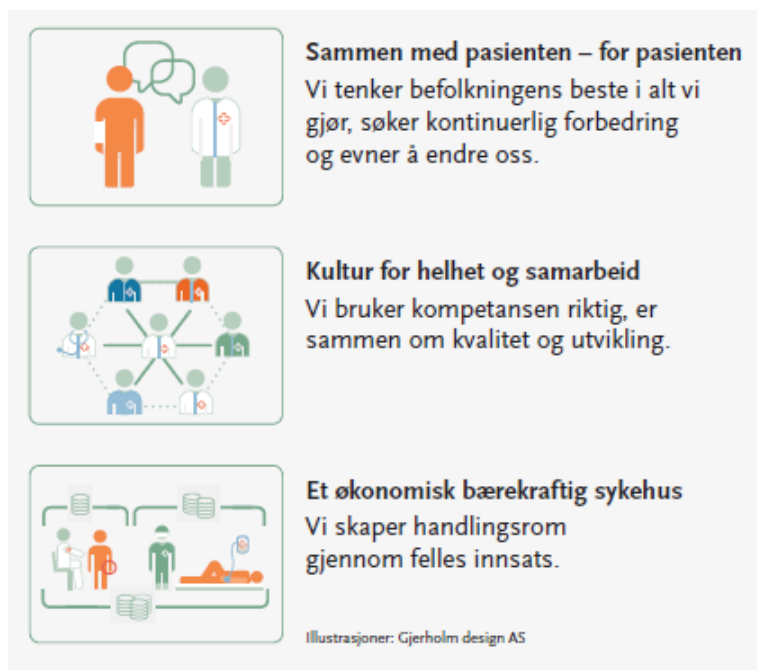 Sammen med pasienten – for pasienten
Vi tenker befolkningens beste i alt vi
gjør, søker kontinuerlig forbedring
og evner å endre oss.
Kultur for helhet og samarbeid
Vi bruker kompetansen riktig, er
sammen om kvalitet og utvikling.
Et økonomisk bærekraftig sykehus
Vi skaper handlingsrom
gjennom felles innsats.
Illustrasjoner: Gjerholm design AS